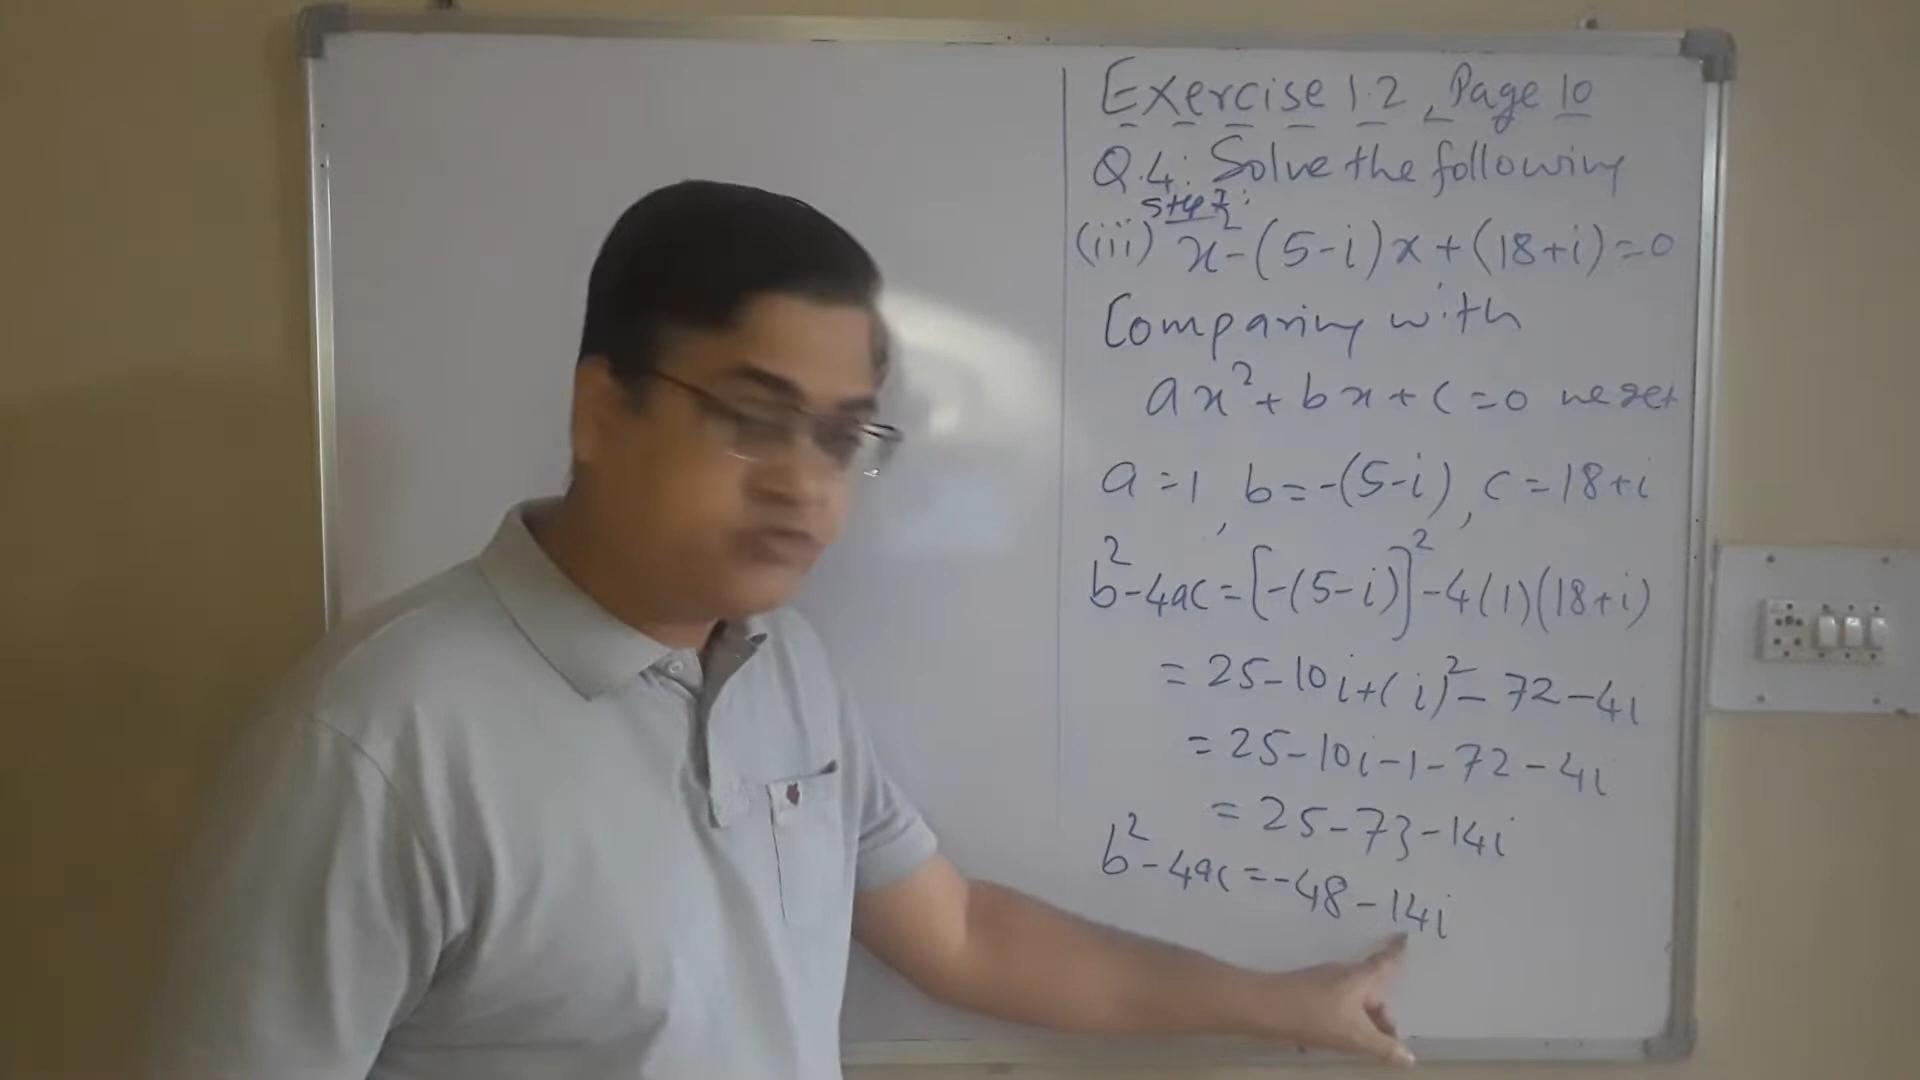 Exercise 1.2, Page 10
Q.4: Solve the following
(iii) x² - (5-i)x + (18+i) = 0
Comparing with
ax² + bx + c = 0 we get
a = 1, b = -(5-i), c = 18+i
b² - 4ac = [-(5-i)]² - 4(1)(18+i)
= 25 - 10i + (i)² - 72 - 4i
= 25 - 10i - 1 - 72 - 4i
= 25 - 73 - 14i
b² - 4ac = -48 - 14i